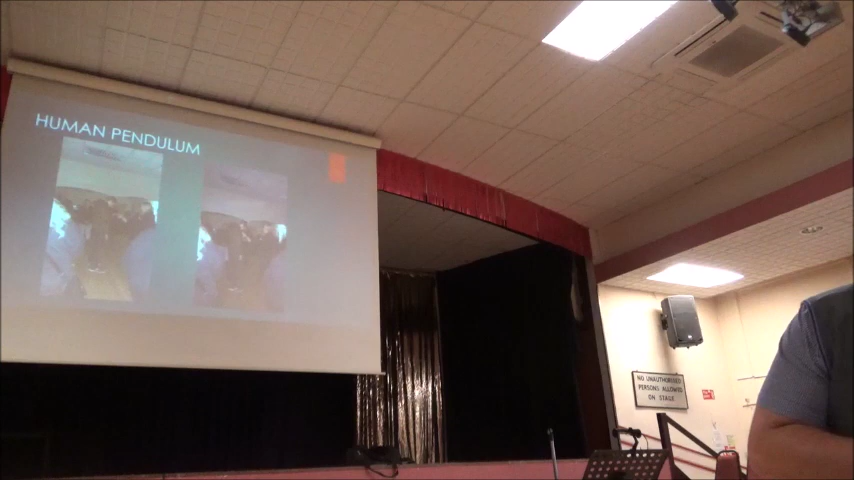 HUMAN PENDULUM
NO UNAUTHORISED
PERSONS ALLOWED
ON STAGE